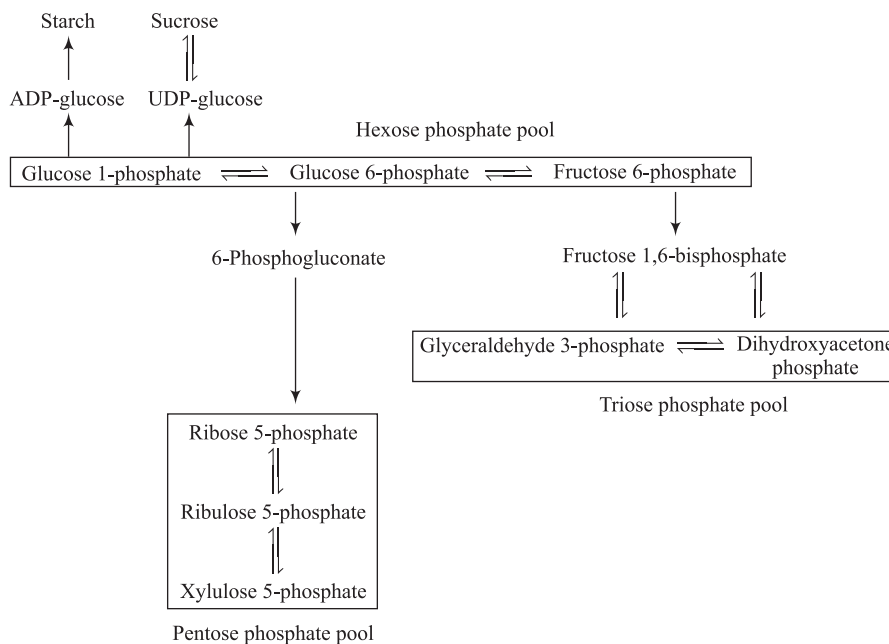 Starch Sucrose
ADP-glucose UDP-glucose
Hexose phosphate pool
Glucose 1-phosphate Glucose 6-phosphate Fructose 6-phosphate
6-Phosphogluconate Fructose 1,6-bisphosphate
Glyceraldehyde 3-phosphate Dihydroxyacetone
phosphate
Triose phosphate pool
Ribose 5-phosphate
Ribulose 5-phosphate
Xylulose 5-phosphate
Pentose phosphate pool